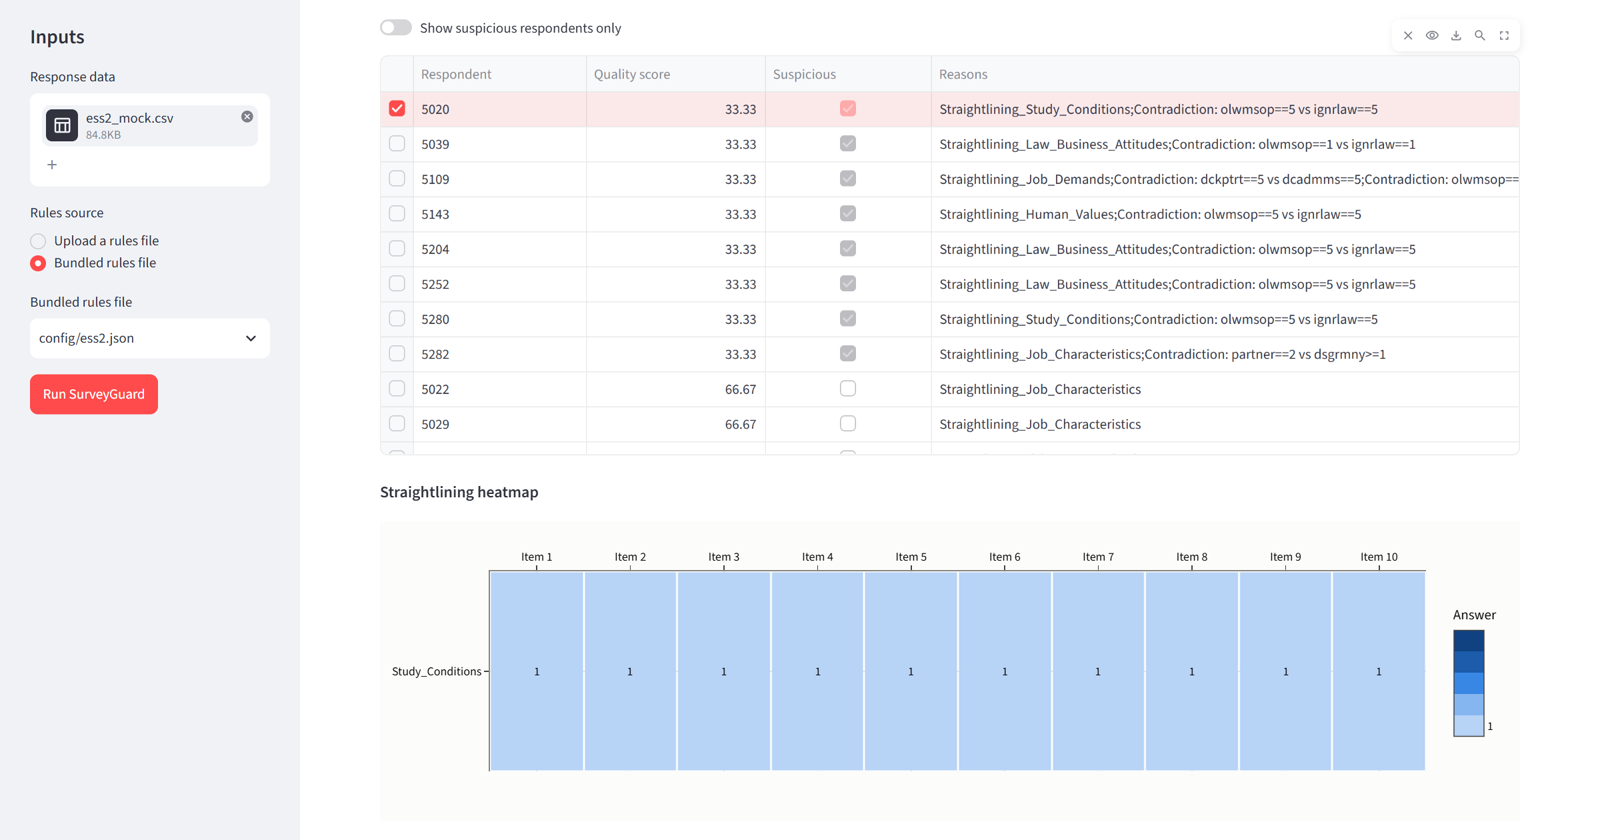 Inputs
Response data
ess2_mock.csv
84.8KB
Rules source
Upload a rules file
Bundled rules file
Bundled rules file
config/ess2.json
Run SurveyGuard
Show suspicious respondents only
Respondent Quality score Suspicious Reasons
5020 33.33 Straightlining_Study_Conditions;Contradiction: olwmsop==5 vs ignrlaw==5
5039 33.33 Straightlining_Law_Business_Attitudes;Contradiction: olwmsop==1 vs ignrlaw==1
5109 33.33 Straightlining_Job_Demands;Contradiction: dckptrt==5 vs dcadmms==5;Contradiction: olwmsop==
5143 33.33 Straightlining_Human_Values;Contradiction: olwmsop==5 vs ignrlaw==5
5204 33.33 Straightlining_Law_Business_Attitudes;Contradiction: olwmsop==5 vs ignrlaw==5
5252 33.33 Straightlining_Law_Business_Attitudes;Contradiction: olwmsop==5 vs ignrlaw==5
5280 33.33 Straightlining_Study_Conditions;Contradiction: olwmsop==5 vs ignrlaw==5
5282 33.33 Straightlining_Job_Characteristics;Contradiction: partner==2 vs dsgrmny>=1
5022 66.67 Straightlining_Job_Characteristics
5029 66.67 Straightlining_Job_Characteristics
Straightlining heatmap
Item 1 Item 2 Item 3 Item 4 Item 5 Item 6 Item 7 Item 8 Item 9 Item 10
Study_Conditions 1 1 1 1 1 1 1 1 1 1
Answer
1